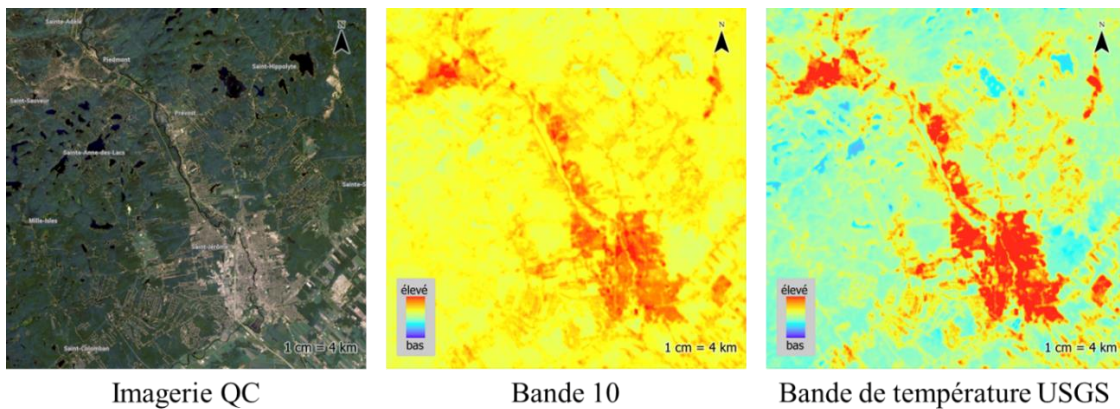 N
N
N
Sainte-Adèle
Piedmont
Saint-Hippolyte
Saint-Sauveur
Prévost
Sainte-Anne-des-Lacs
Mille-Isles
Saint-Jérôme
élevé
bas
élevé
bas
1 cm = 4 km
1 cm = 4 km
1 cm = 4 km
Imagerie QC
Bande 10
Bande de température USGS